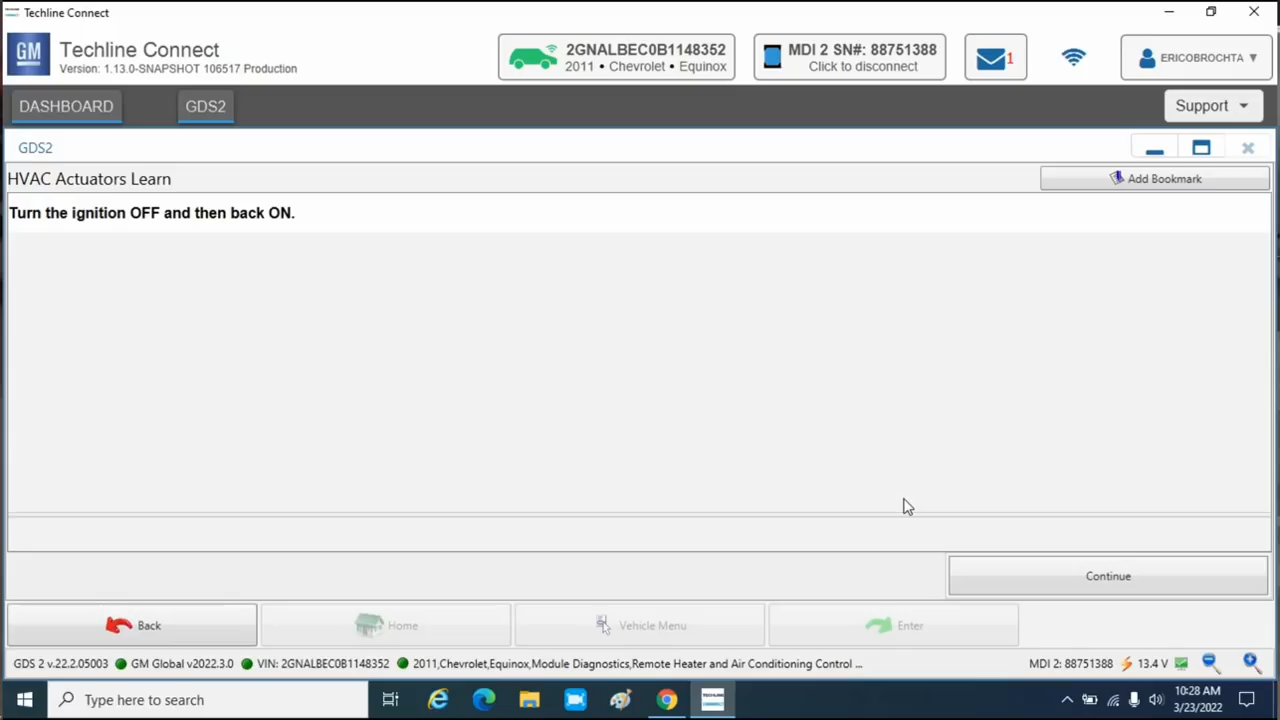 Techline Connect
GM
Techline Connect
Version: 1.13.0-SNAPSHOT 106517 Production
2GNALBEC0B1148352
2011 • Chevrolet • Equinox
MDI 2 SN#: 88751388
Click to disconnect
1
ERICOBROCHTA
DASHBOARD
GDS2
Support
GDS2
HVAC Actuators Learn
Add Bookmark
Turn the ignition OFF and then back ON.
Continue
Back
Home
Vehicle Menu
Enter
GDS 2 v.22.2.05003 GM Global v2022.3.0 VIN: 2GNALBEC0B1148352 2011,Chevrolet,Equinox,Module Diagnostics,Remote Heater and Air Conditioning Control ... MDI 2: 88751388 13.4 V
Type here to search
TECHLINE
CONNECT
10:28 AM
3/23/2022